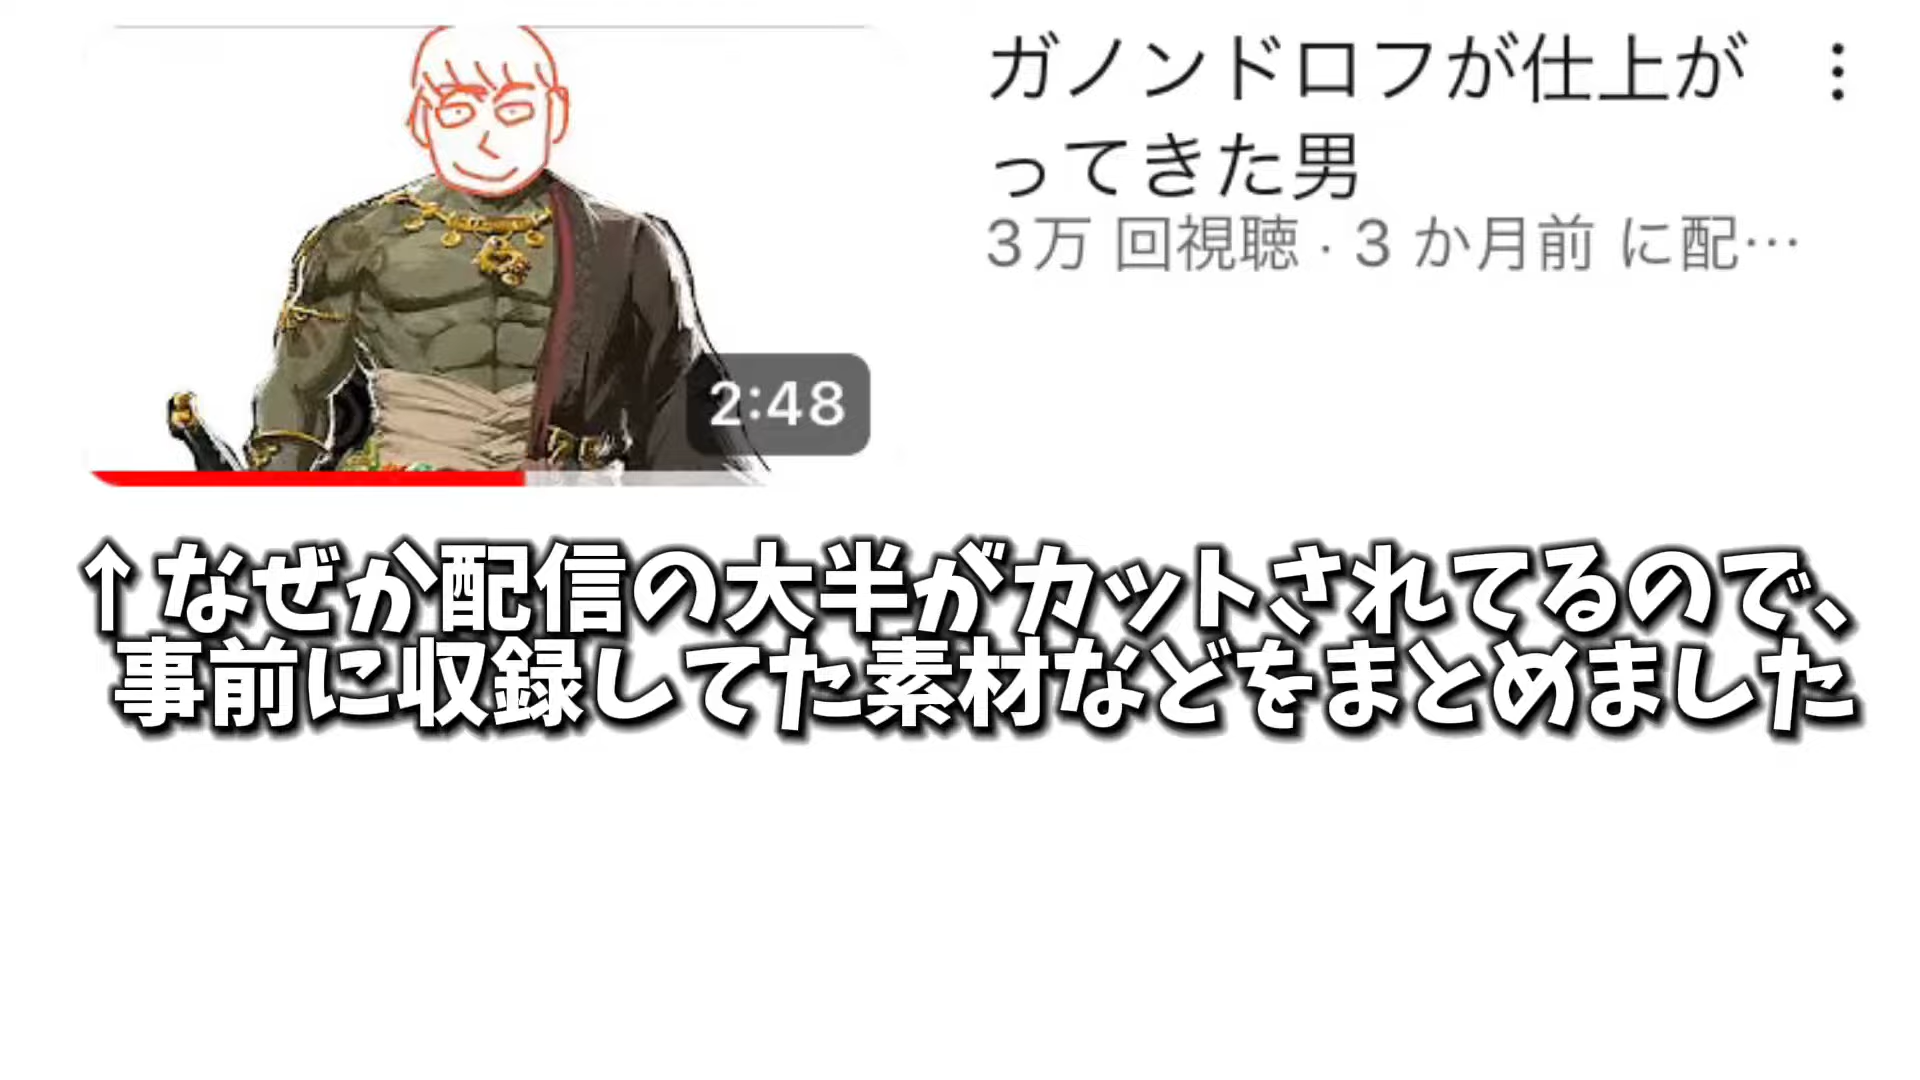 ガノンドロフが仕上が
ってきた男
3万 回視聴・3 か月前 に配…
2:48
↑なぜか配信の大半がカットされてるので、
事前に収録してた素材などをまとめました